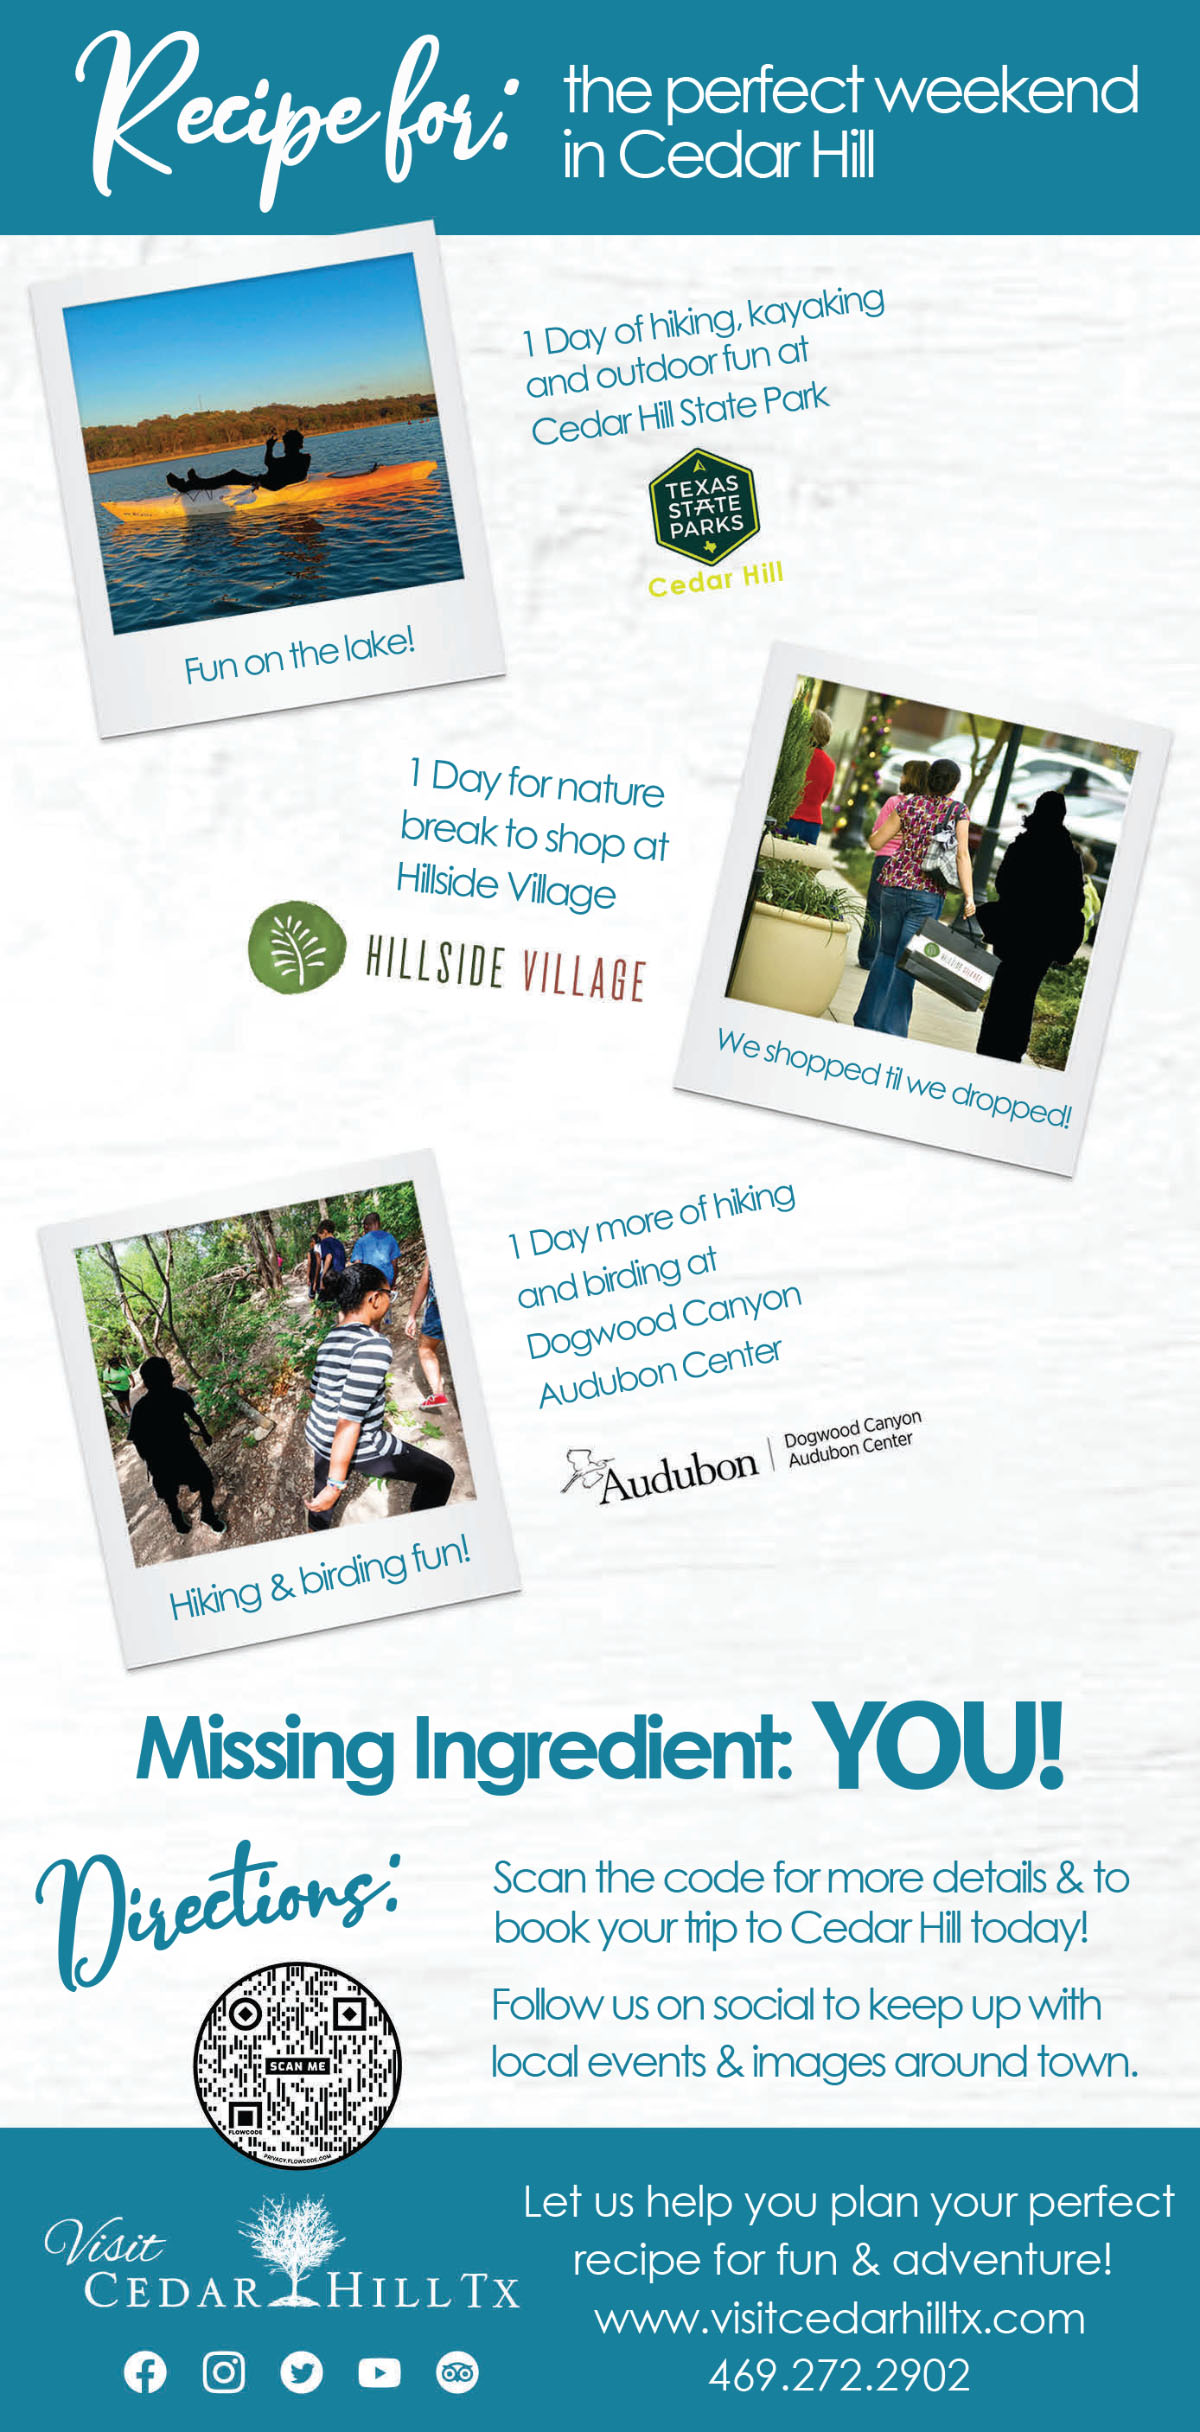 Recipe for:
the perfect weekend
in Cedar Hill
1 Day of hiking, kayaking
and outdoor fun at
Cedar Hill State Park
TEXAS
STATE
PARKS
Cedar Hill
Fun on the lake!
1 Day for nature
break to shop at
Hillside Village
HILLSIDE VILLAGE
HILLSIDE VILLAGE
We shopped til we dropped!
1 Day more of hiking
and birding at
Dogwood Canyon
Audubon Center
Audubon
Dogwood Canyon
Audubon Center
Hiking & birding fun!
Missing Ingredient: YOU!
Directions:
Scan the code for more details & to
book your trip to Cedar Hill today!
Follow us on social to keep up with
local events & images around town.
SCAN ME
FLOWCODE
PRIVACY.FLOWCODE.COM
Visit
CEDAR HILL TX
Let us help you plan your perfect
recipe for fun & adventure!
www.visitcedarhilltx.com
469.272.2902